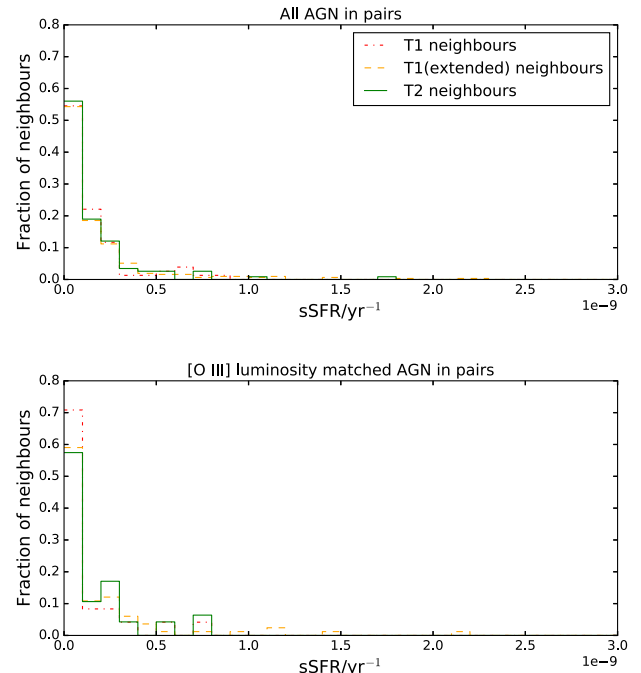 All AGN in pairs
0.8
0.7
0.6
0.5
0.4
0.3
0.2
0.1
0.0
Fraction of neighbours
T1 neighbours
T1(extended) neighbours
T2 neighbours
0.0 0.5 1.0 1.5 2.0 2.5 3.0
sSFR/yr⁻¹
1e−9
[O III] luminosity matched AGN in pairs
0.8
0.7
0.6
0.5
0.4
0.3
0.2
0.1
0.0
Fraction of neighbours
0.0 0.5 1.0 1.5 2.0 2.5 3.0
sSFR/yr⁻¹
1e−9